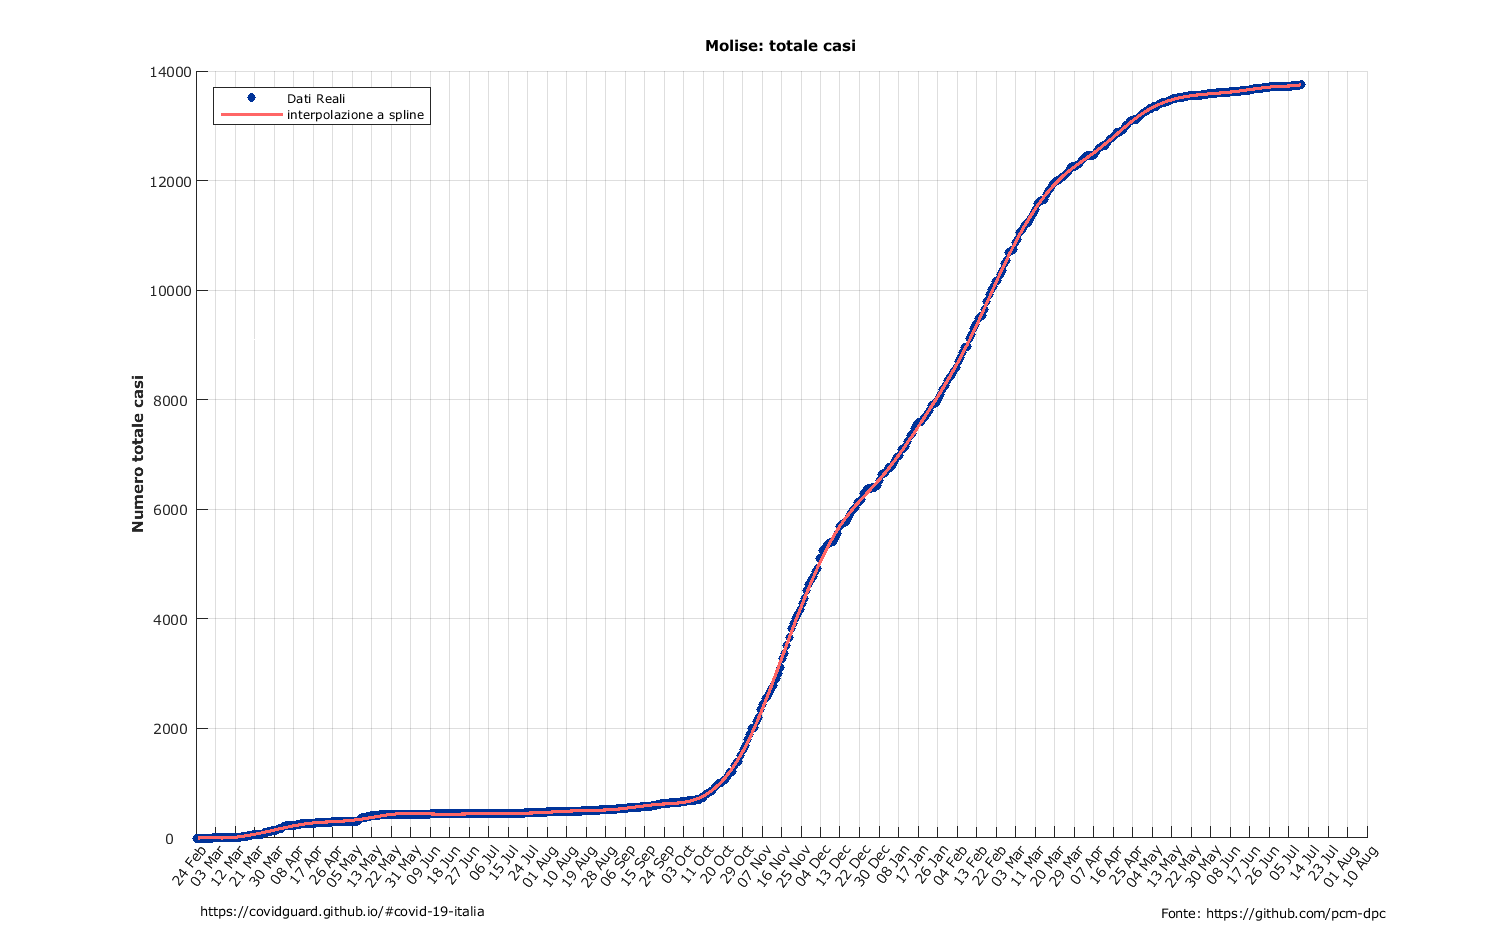 Molise: totale casi
14000
12000
10000
8000
6000
4000
2000
0
Numero totale casi
Dati Reali
interpolazione a spline
24 Feb
03 Mar
12 Mar
21 Mar
30 Mar
08 Apr
17 Apr
26 Apr
05 May
13 May
22 May
31 May
09 Jun
18 Jun
27 Jun
06 Jul
15 Jul
24 Jul
01 Aug
10 Aug
19 Aug
28 Aug
06 Sep
15 Sep
24 Sep
03 Oct
11 Oct
20 Oct
29 Oct
07 Nov
16 Nov
25 Nov
04 Dec
13 Dec
22 Dec
30 Dec
08 Jan
17 Jan
26 Jan
04 Feb
13 Feb
22 Feb
02 Mar
11 Mar
20 Mar
29 Mar
07 Apr
16 Apr
25 Apr
04 May
13 May
22 May
30 May
08 Jun
17 Jun
26 Jun
05 Jul
14 Jul
23 Jul
01 Aug
10 Aug
https://covidguard.github.io/#covid-19-italia
Fonte: https://github.com/pcm-dpc